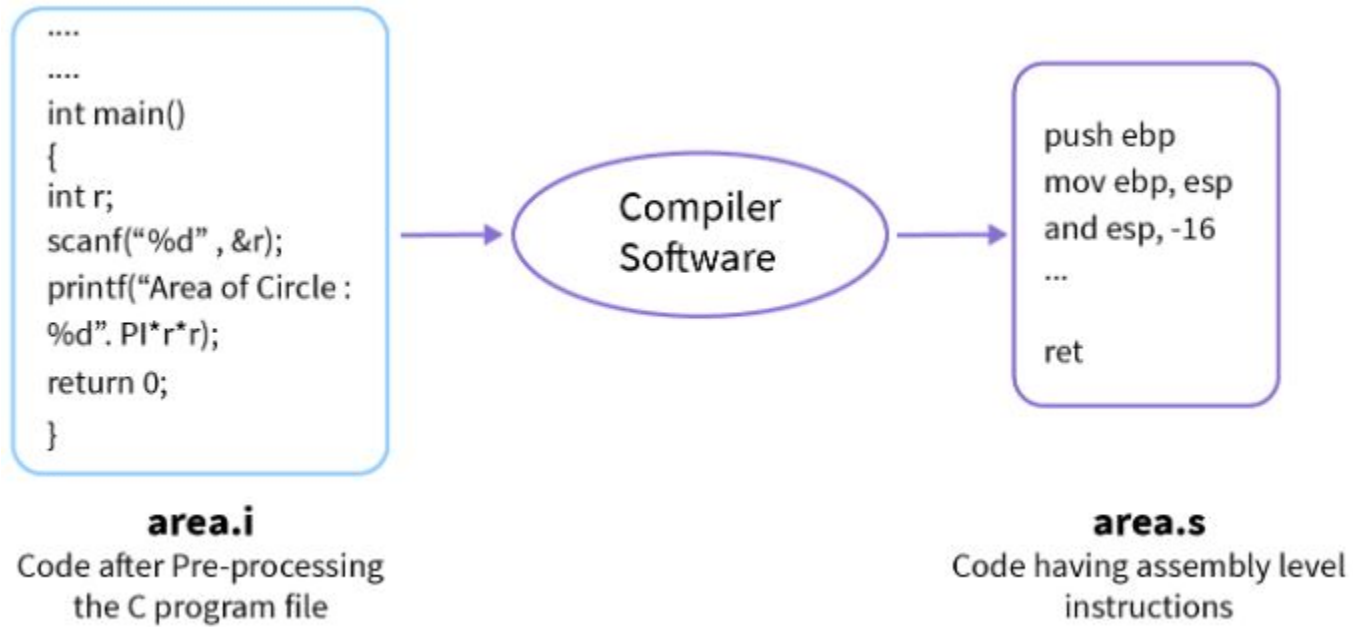 ....
....
int main()
{
int r;
scanf(“%d” , &r);
printf(“Area of Circle :
%d”. PI*r*r);
return 0;
}
area.i
Code after Pre-processing
the C program file
Compiler
Software
push ebp
mov ebp, esp
and esp, -16
...
ret
area.s
Code having assembly level
instructions